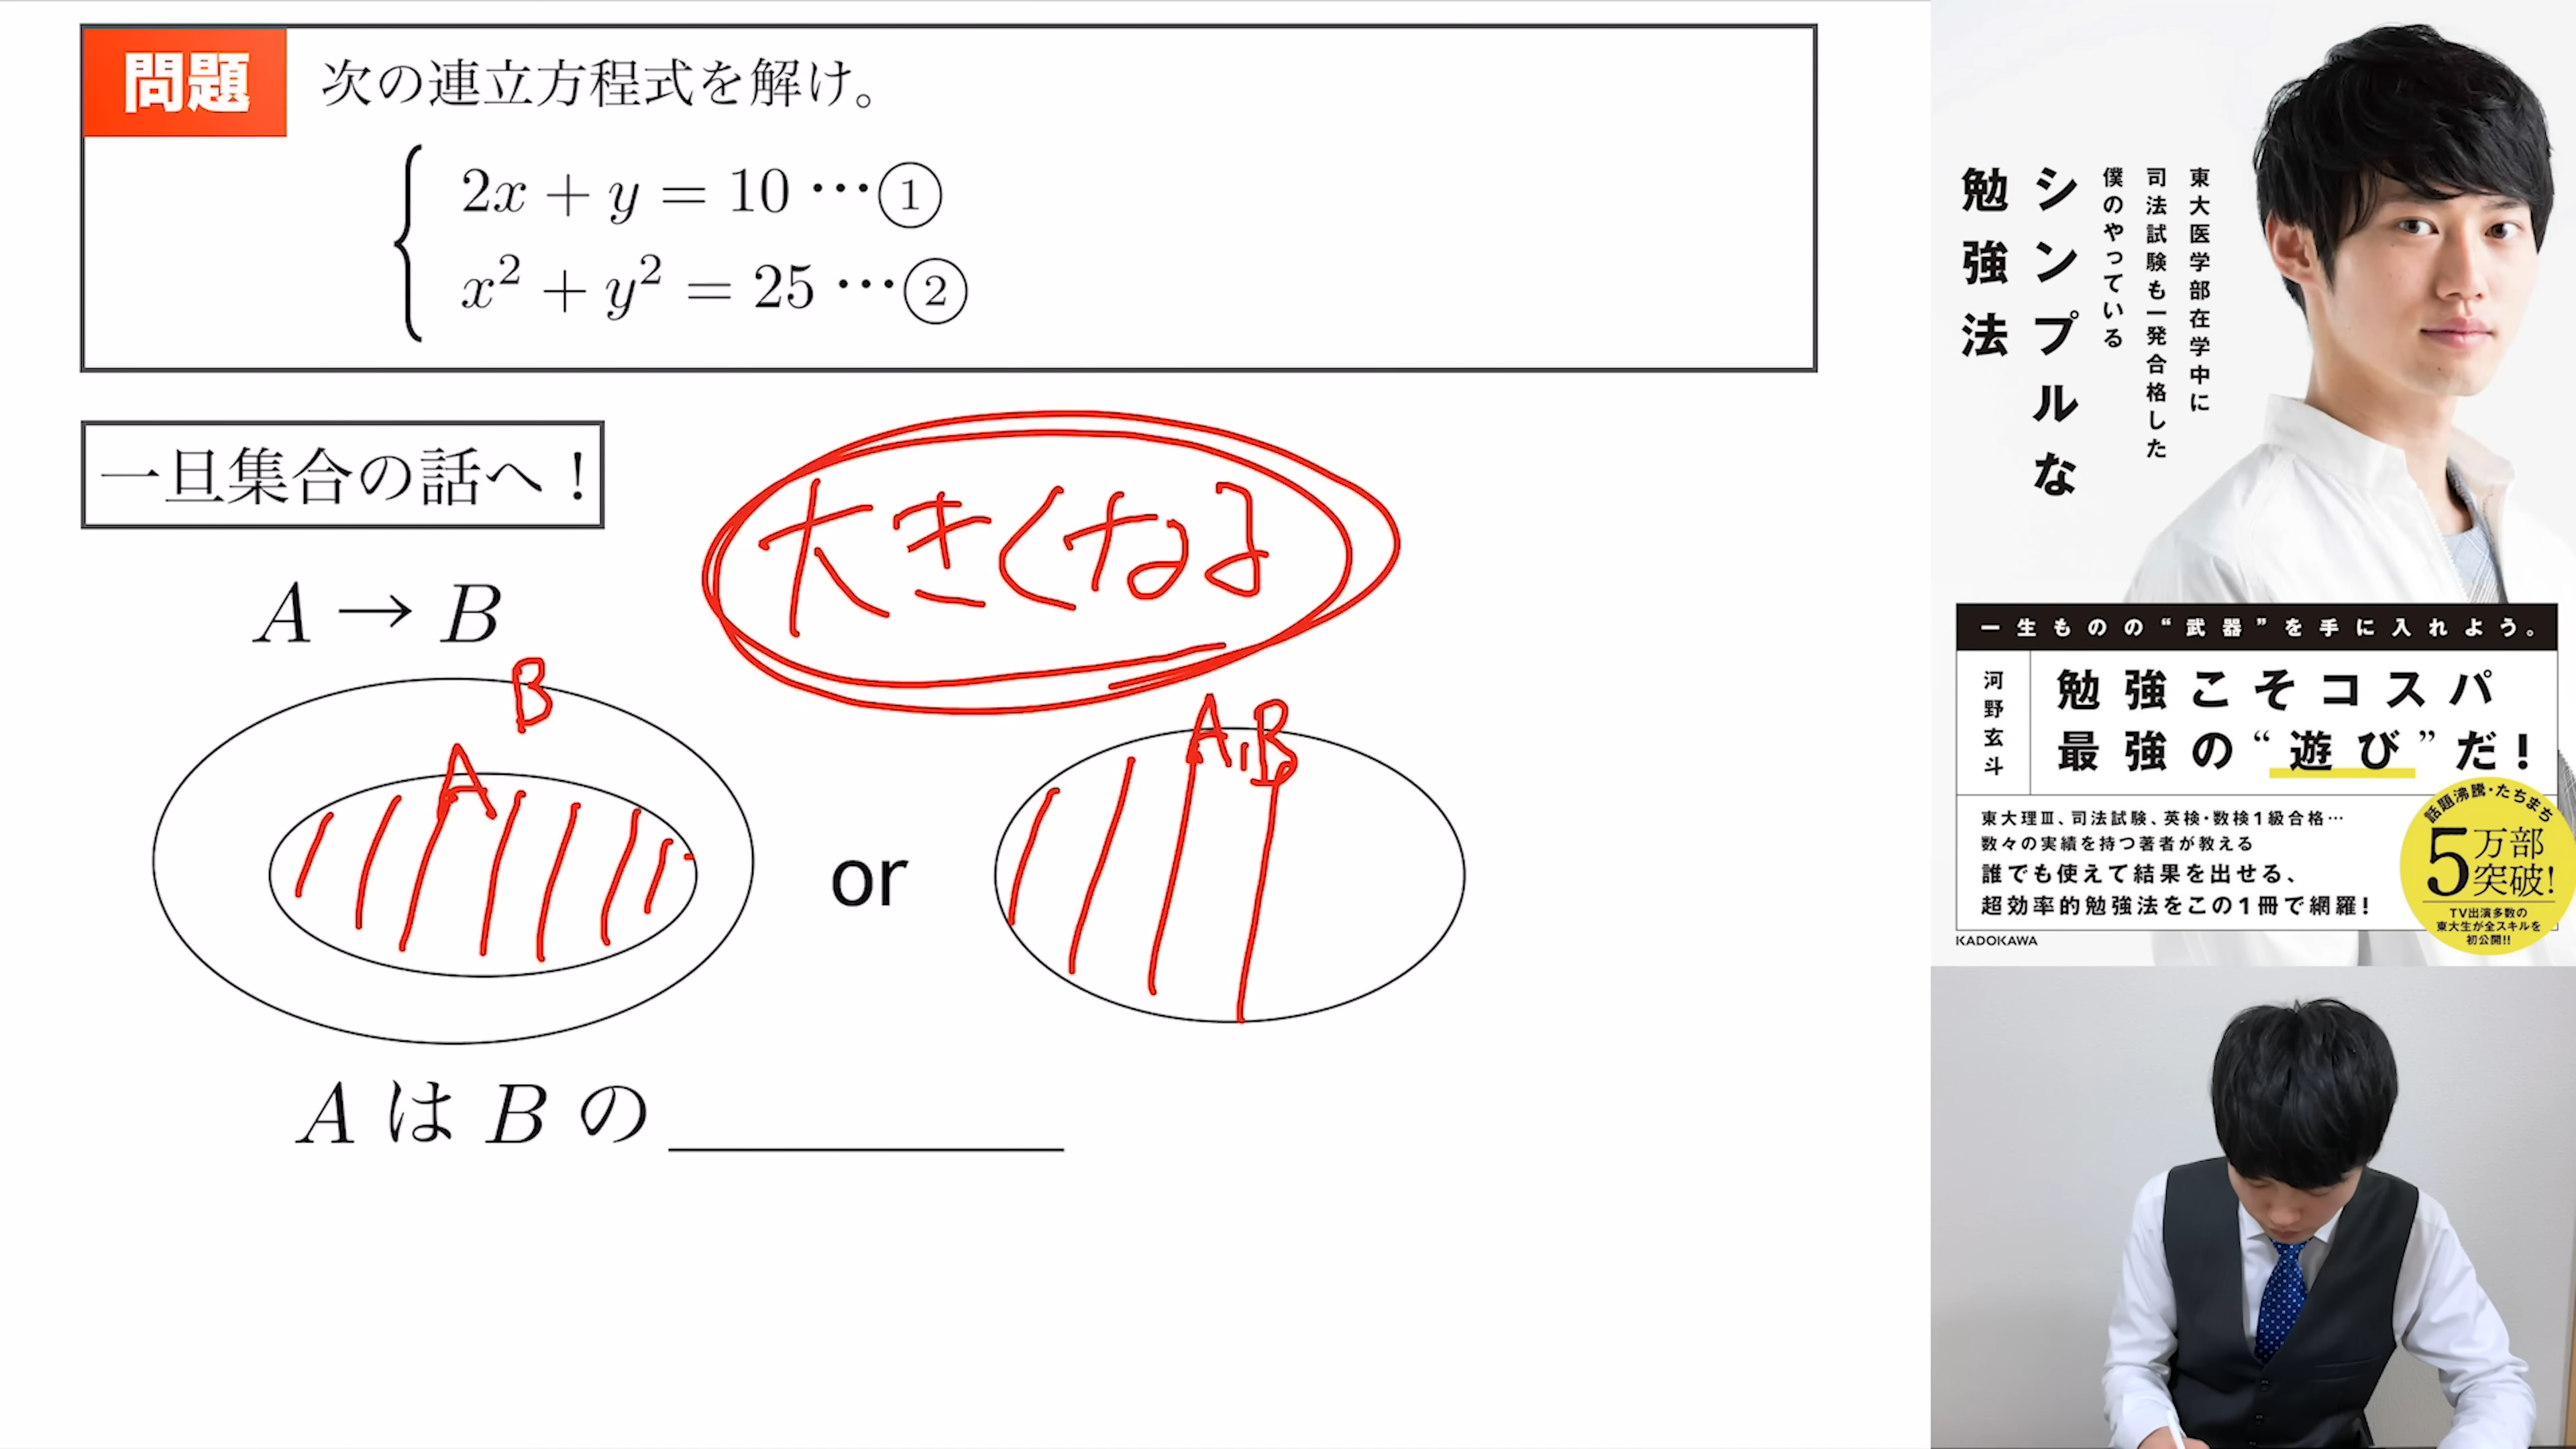 問題 次の連立方程式を解け。
2x + y = 10 …①
x² + y² = 25 …②
一旦集合の話へ！
大きくなる
A → B
B
A
or
A,B
A は B の
東大医学部在学中に
司法試験も一発合格した
僕のやっている
シンプルな
勉強法
一生ものの“武器”を手に入れよう。
河野玄斗
勉強こそコスパ
最強の“遊び”だ！
東大理Ⅲ、司法試験、英検・数検1級合格…
数々の実績を持つ著者が教える
誰でも使えて結果を出せる、
超効率的勉強法をこの1冊で網羅！
話題沸騰・たちまち
5万部
突破！
TV出演多数の
東大生が全スキルを
初公開!!
KADOKAWA